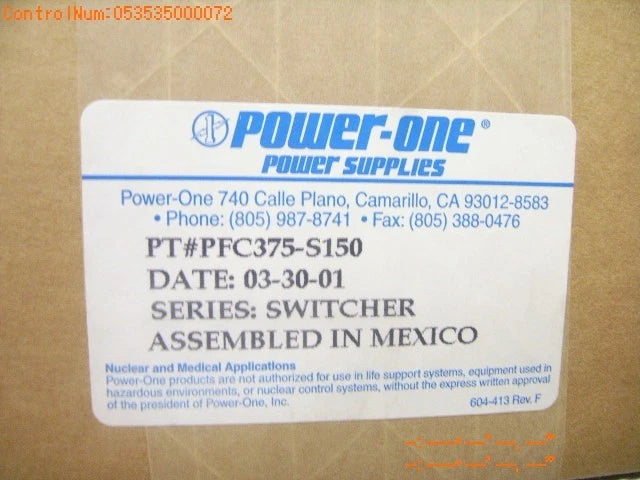 ControlNum:053535000072
POWER-ONE®
POWER SUPPLIES
Power-One 740 Calle Plano, Camarillo, CA 93012-8583
• Phone: (805) 987-8741 • Fax: (805) 388-0476
PT#PFC375-S150
DATE: 03-30-01
SERIES: SWITCHER
ASSEMBLED IN MEXICO
Nuclear and Medical Applications
Power-One products are not authorized for use in life support systems, equipment used in
hazardous environments, or nuclear control systems, without the express written approval
of the president of Power-One, Inc.
604-413 Rev. F